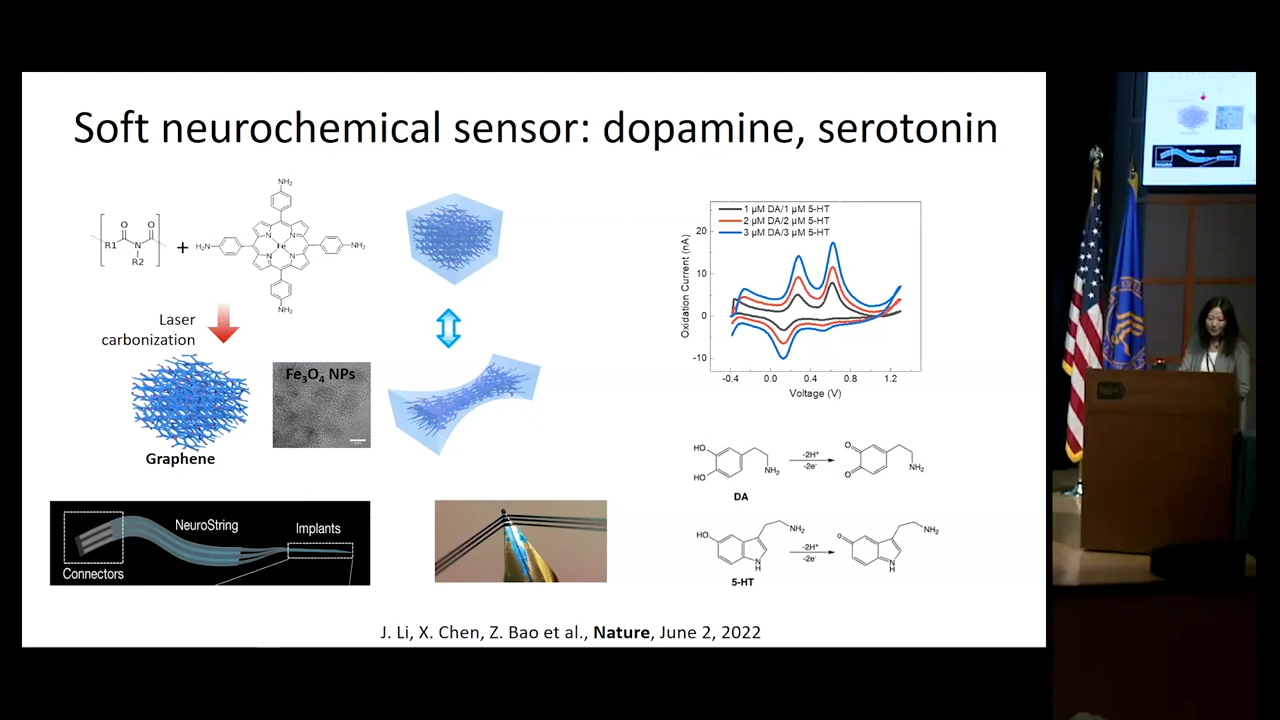 Soft neurochemical sensor: dopamine, serotonin
NH₂
O O
R1 N
R2
+
H₂N
N N
Fe
N N
NH₂
NH₂
Laser
carbonization
Fe₃O₄ NPs
Graphene
NeuroString
Implants
Connectors
1 µM DA/1 µM 5-HT
2 µM DA/2 µM 5-HT
3 µM DA/3 µM 5-HT
Oxidation Current (nA)
20
10
0
-10
-0.4 0.0 0.4 0.8 1.2
Voltage (V)
HO
HO
NH₂
-2H⁺
-2e⁻
O
O
NH₂
DA
HO
NH₂
N
H
-2H⁺
-2e⁻
O
NH₂
N
H
5-HT
J. Li, X. Chen, Z. Bao et al., Nature, June 2, 2022
NIH